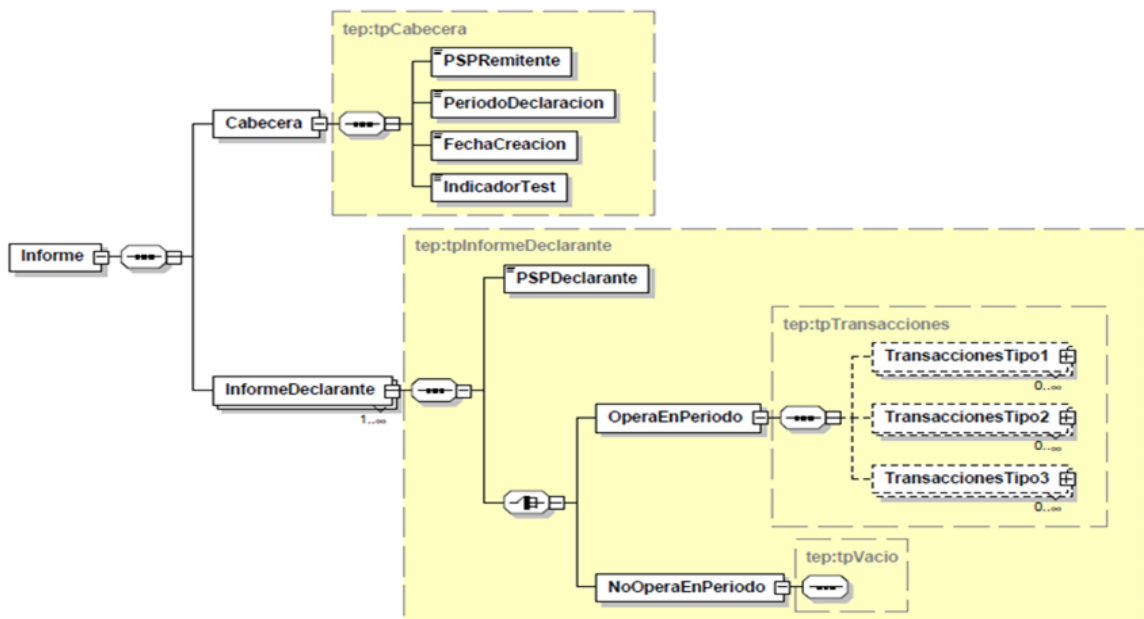 tep:tpCabecera
PSPRemitente
PeriodoDeclaracion
Cabecera
FechaCreacion
IndicadorTest
tep:tpInformeDeclarante
Informe
PSPDeclarante
tep:tpTransacciones
TransaccionesTipo1
0..∞
InformeDeclarante
1..∞
OperaEnPeriodo
TransaccionesTipo2
0..∞
TransaccionesTipo3
0..∞
tep:tpVacio
NoOperaEnPeriodo